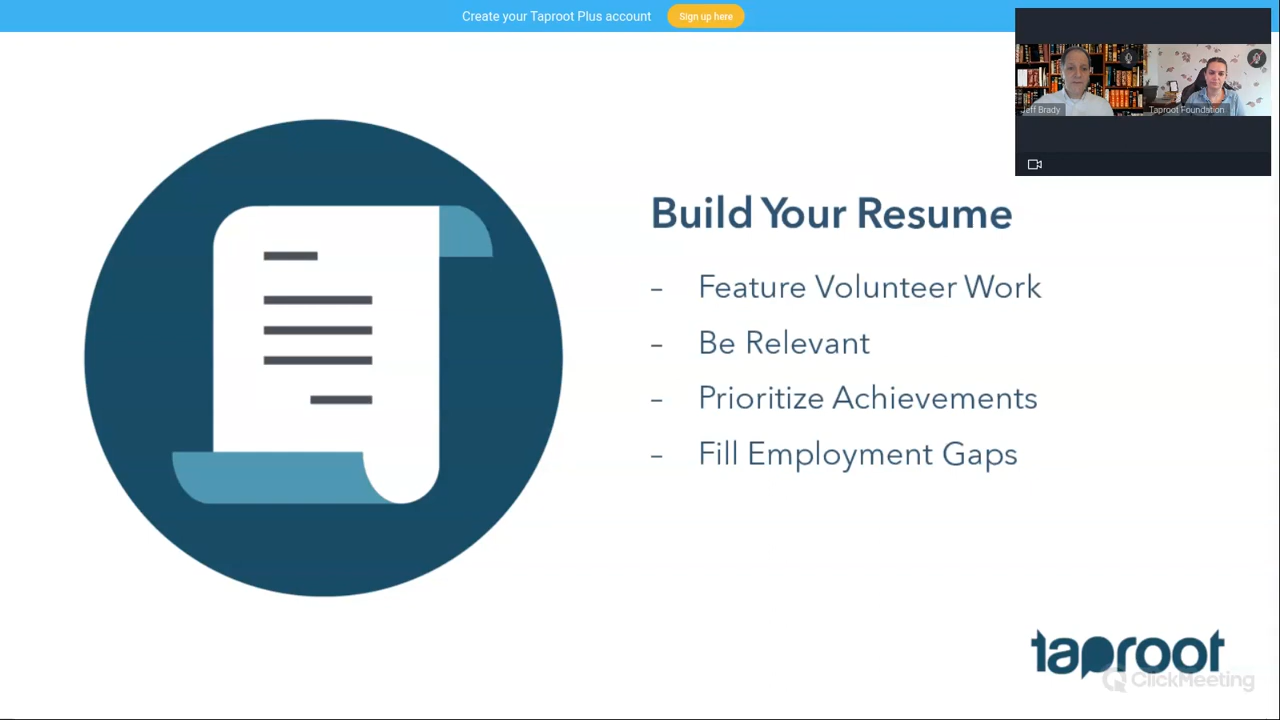 Create your Taproot Plus account
Sign up here
Jeff Brady
Taproot Foundation
Build Your Resume
– Feature Volunteer Work
– Be Relevant
– Prioritize Achievements
– Fill Employment Gaps
taproot
ClickMeeting